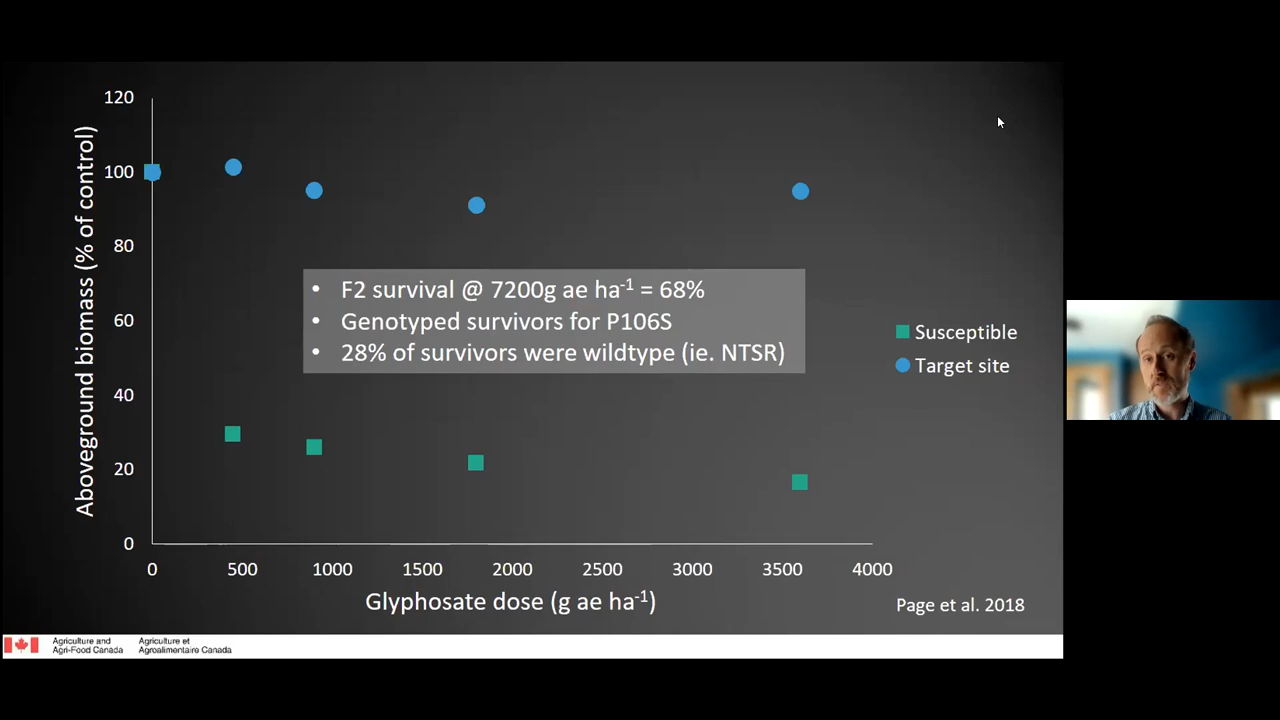 120
100
80
60
40
20
0
Aboveground biomass (% of control)
• F2 survival @ 7200g ae ha-1 = 68%
• Genotyped survivors for P106S
• 28% of survivors were wildtype (ie. NTSR)
Susceptible
Target site
0 500 1000 1500 2000 2500 3000 3500 4000
Glyphosate dose (g ae ha-1)
Page et al. 2018
Agriculture and Agriculture et
Agri-Food Canada Agroalimentaire Canada